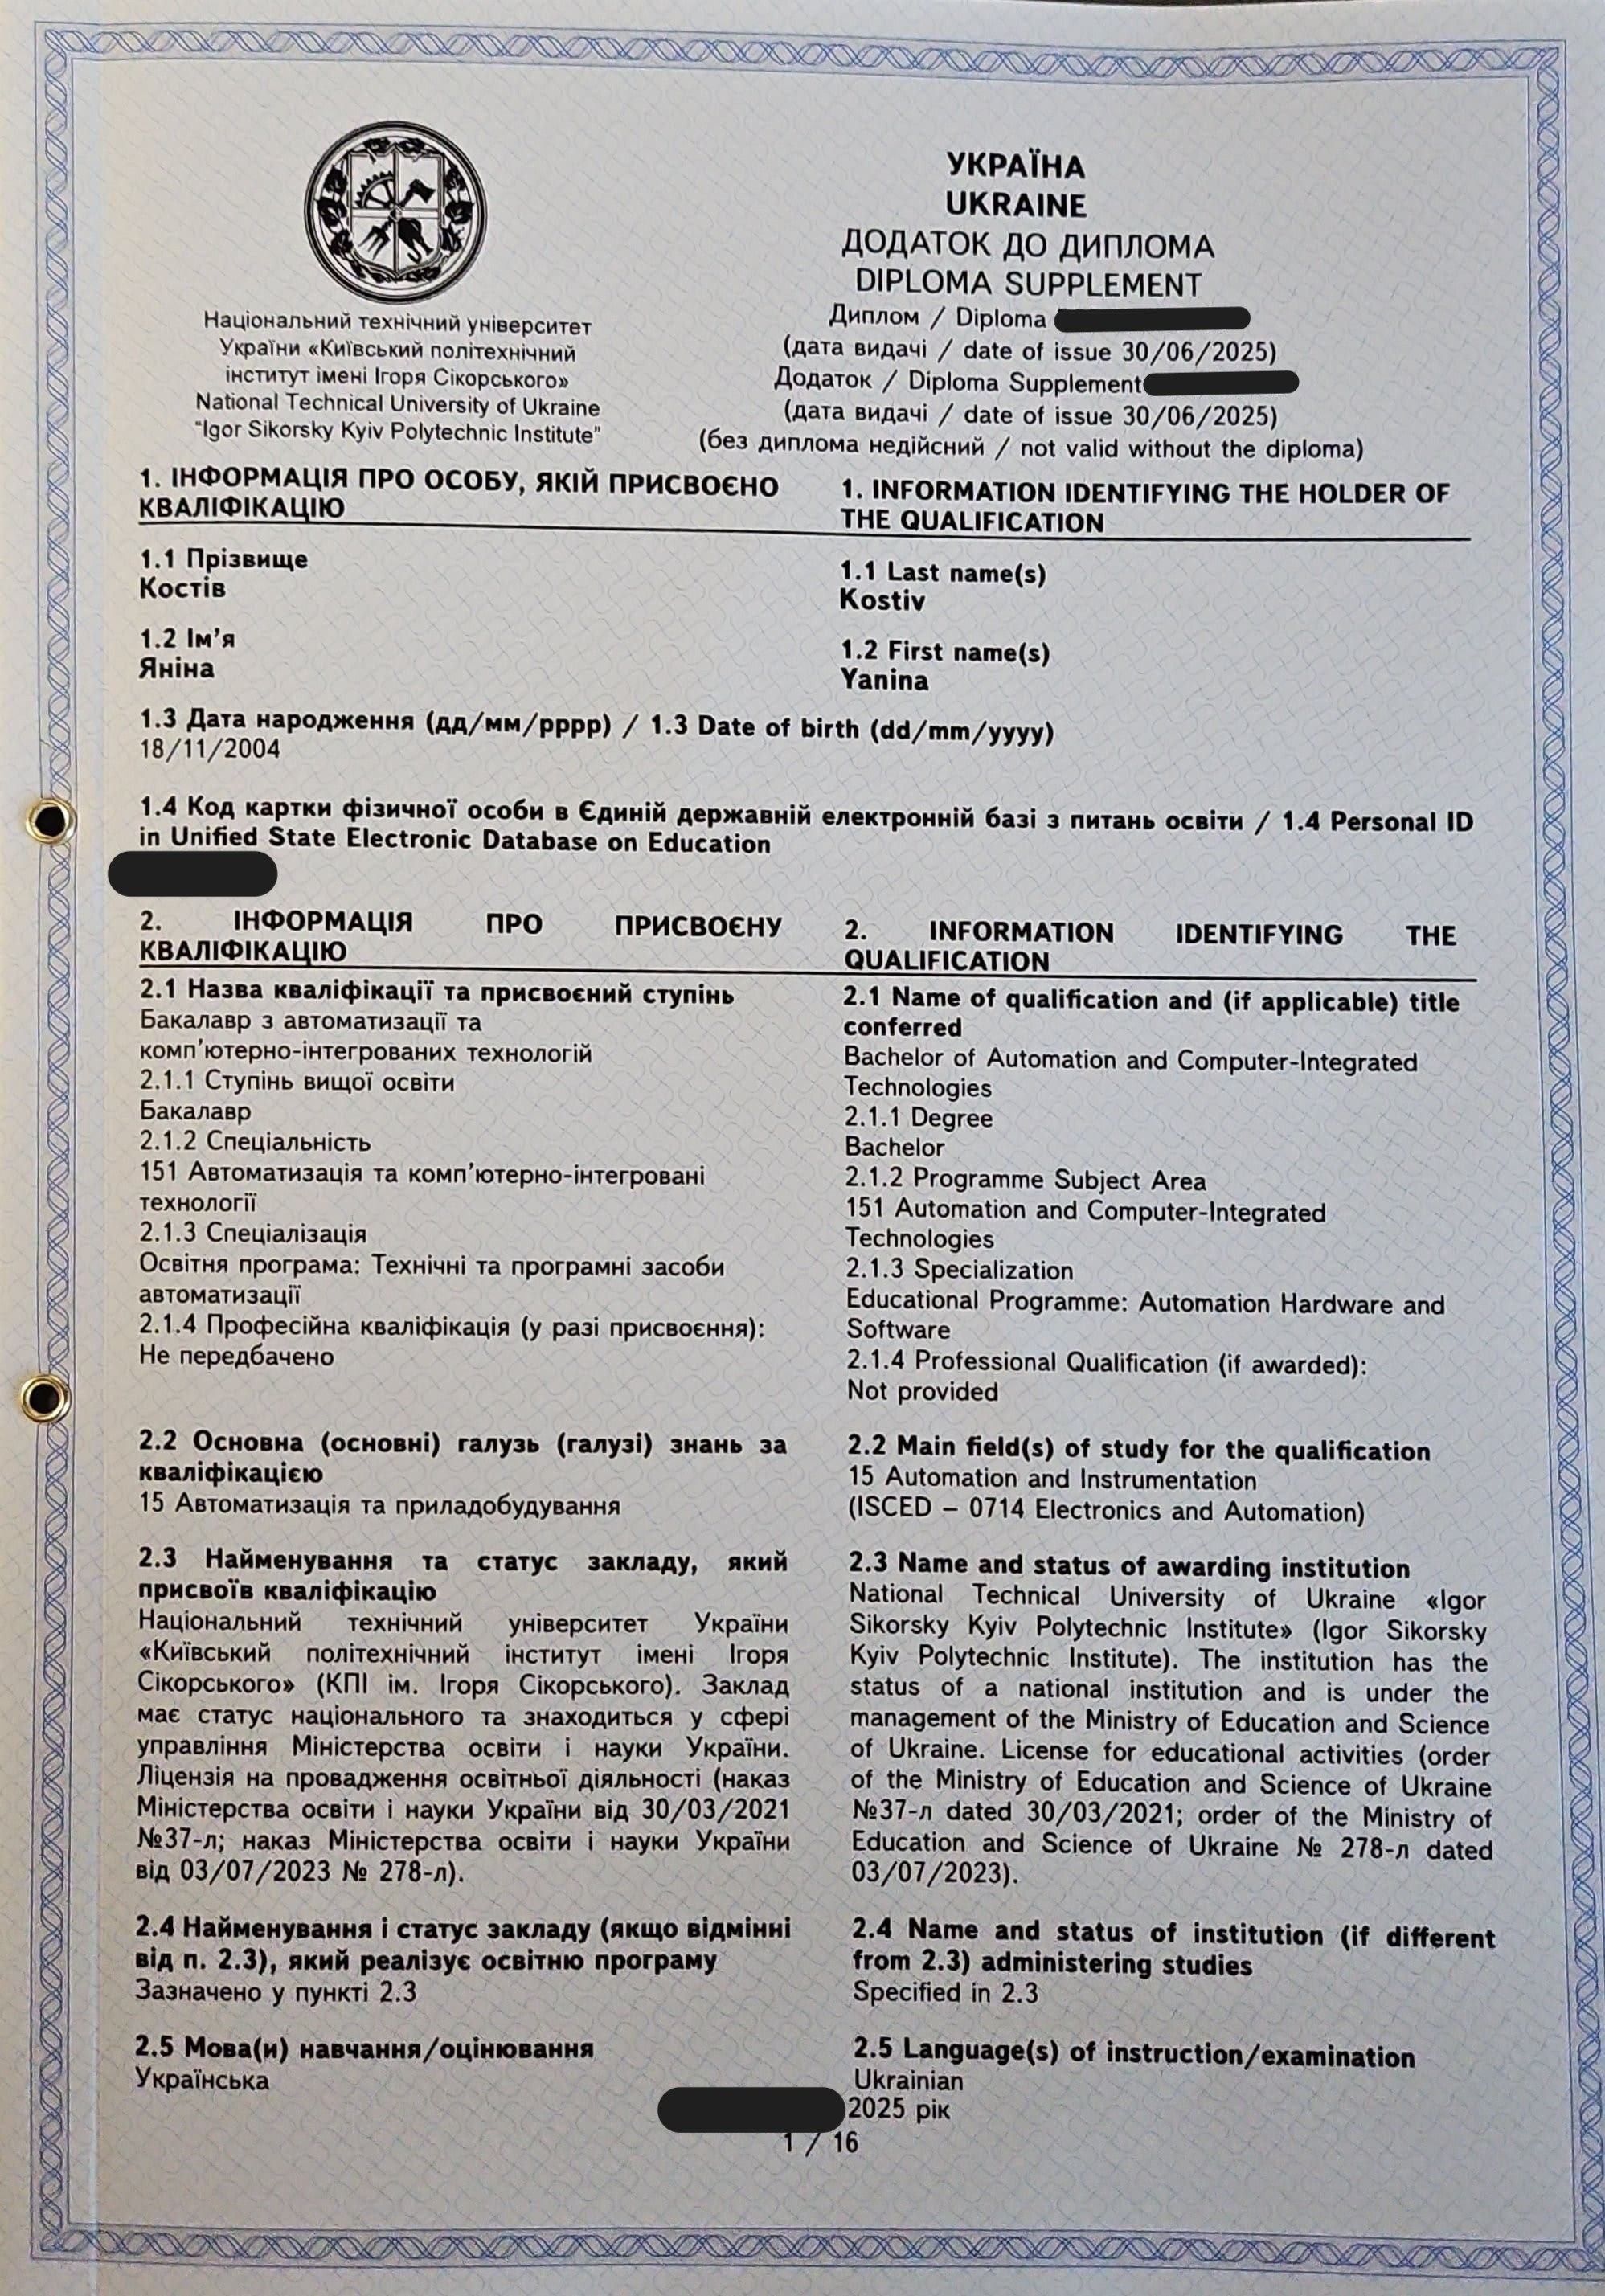 Національний технічний університет
України «Київський політехнічний
інститут імені Ігоря Сікорського»
National Technical University of Ukraine
"Igor Sikorsky Kyiv Polytechnic Institute"
УКРАЇНА
UKRAINE
ДОДАТОК ДО ДИПЛОМА
DIPLOMA SUPPLEMENT
Диплом / Diploma
(дата видачі / date of issue 30/06/2025)
Додаток / Diploma Supplement
(дата видачі / date of issue 30/06/2025)
(без диплома недійсний / not valid without the diploma)
1. ІНФОРМАЦІЯ ПРО ОСОБУ, ЯКІЙ ПРИСВОЄНО
КВАЛІФІКАЦІЮ
1. INFORMATION IDENTIFYING THE HOLDER OF
THE QUALIFICATION
1.1 Прізвище
Костів
1.1 Last name(s)
Kostiv
1.2 Ім'я
Яніна
1.2 First name(s)
Yanina
1.3 Дата народження (дд/мм/рррр) / 1.3 Date of birth (dd/mm/yyyy)
18/11/2004
1.4 Код картки фізичної особи в Єдиній державній електронній базі з питань освіти / 1.4 Personal ID
in Unified State Electronic Database on Education
2. ІНФОРМАЦІЯ ПРО ПРИСВОЄНУ
КВАЛІФІКАЦІЮ
2. INFORMATION IDENTIFYING THE
QUALIFICATION
2.1 Назва кваліфікації та присвоєний ступінь
Бакалавр з автоматизації та
комп'ютерно-інтегрованих технологій
2.1.1 Ступінь вищої освіти
Бакалавр
2.1.2 Спеціальність
151 Автоматизація та комп'ютерно-інтегровані
технології
2.1.3 Спеціалізація
Освітня програма: Технічні та програмні засоби
автоматизації
2.1.4 Професійна кваліфікація (у разі присвоєння):
Не передбачено
2.1 Name of qualification and (if applicable) title
conferred
Bachelor of Automation and Computer-Integrated
Technologies
2.1.1 Degree
Bachelor
2.1.2 Programme Subject Area
151 Automation and Computer-Integrated
Technologies
2.1.3 Specialization
Educational Programme: Automation Hardware and
Software
2.1.4 Professional Qualification (if awarded):
Not provided
2.2 Основна (основні) галузь (галузі) знань за
кваліфікацією
15 Автоматизація та приладобудування
2.2 Main field(s) of study for the qualification
15 Automation and Instrumentation
(ISCED – 0714 Electronics and Automation)
2.3 Найменування та статус закладу, який
присвоїв кваліфікацію
Національний технічний університет України
«Київський політехнічний інститут імені Ігоря
Сікорського» (КПІ ім. Ігоря Сікорського). Заклад
має статус національного та знаходиться у сфері
управління Міністерства освіти і науки України.
Ліцензія на провадження освітньої діяльності (наказ
Міністерства освіти і науки України від 30/03/2021
№37-л; наказ Міністерства освіти і науки України
від 03/07/2023 № 278-л).
2.3 Name and status of awarding institution
National Technical University of Ukraine «Igor
Sikorsky Kyiv Polytechnic Institute» (Igor Sikorsky
Kyiv Polytechnic Institute). The institution has the
status of a national institution and is under the
management of the Ministry of Education and Science
of Ukraine. License for educational activities (order
of the Ministry of Education and Science of Ukraine
№37-л dated 30/03/2021; order of the Ministry of
Education and Science of Ukraine № 278-л dated
03/07/2023).
2.4 Найменування і статус закладу (якщо відмінні
від п. 2.3), який реалізує освітню програму
Зазначено у пункті 2.3
2.4 Name and status of institution (if different
from 2.3) administering studies
Specified in 2.3
2.5 Мова(и) навчання/оцінювання
Українська
2.5 Language(s) of instruction/examination
Ukrainian
2025 рік
1 / 16